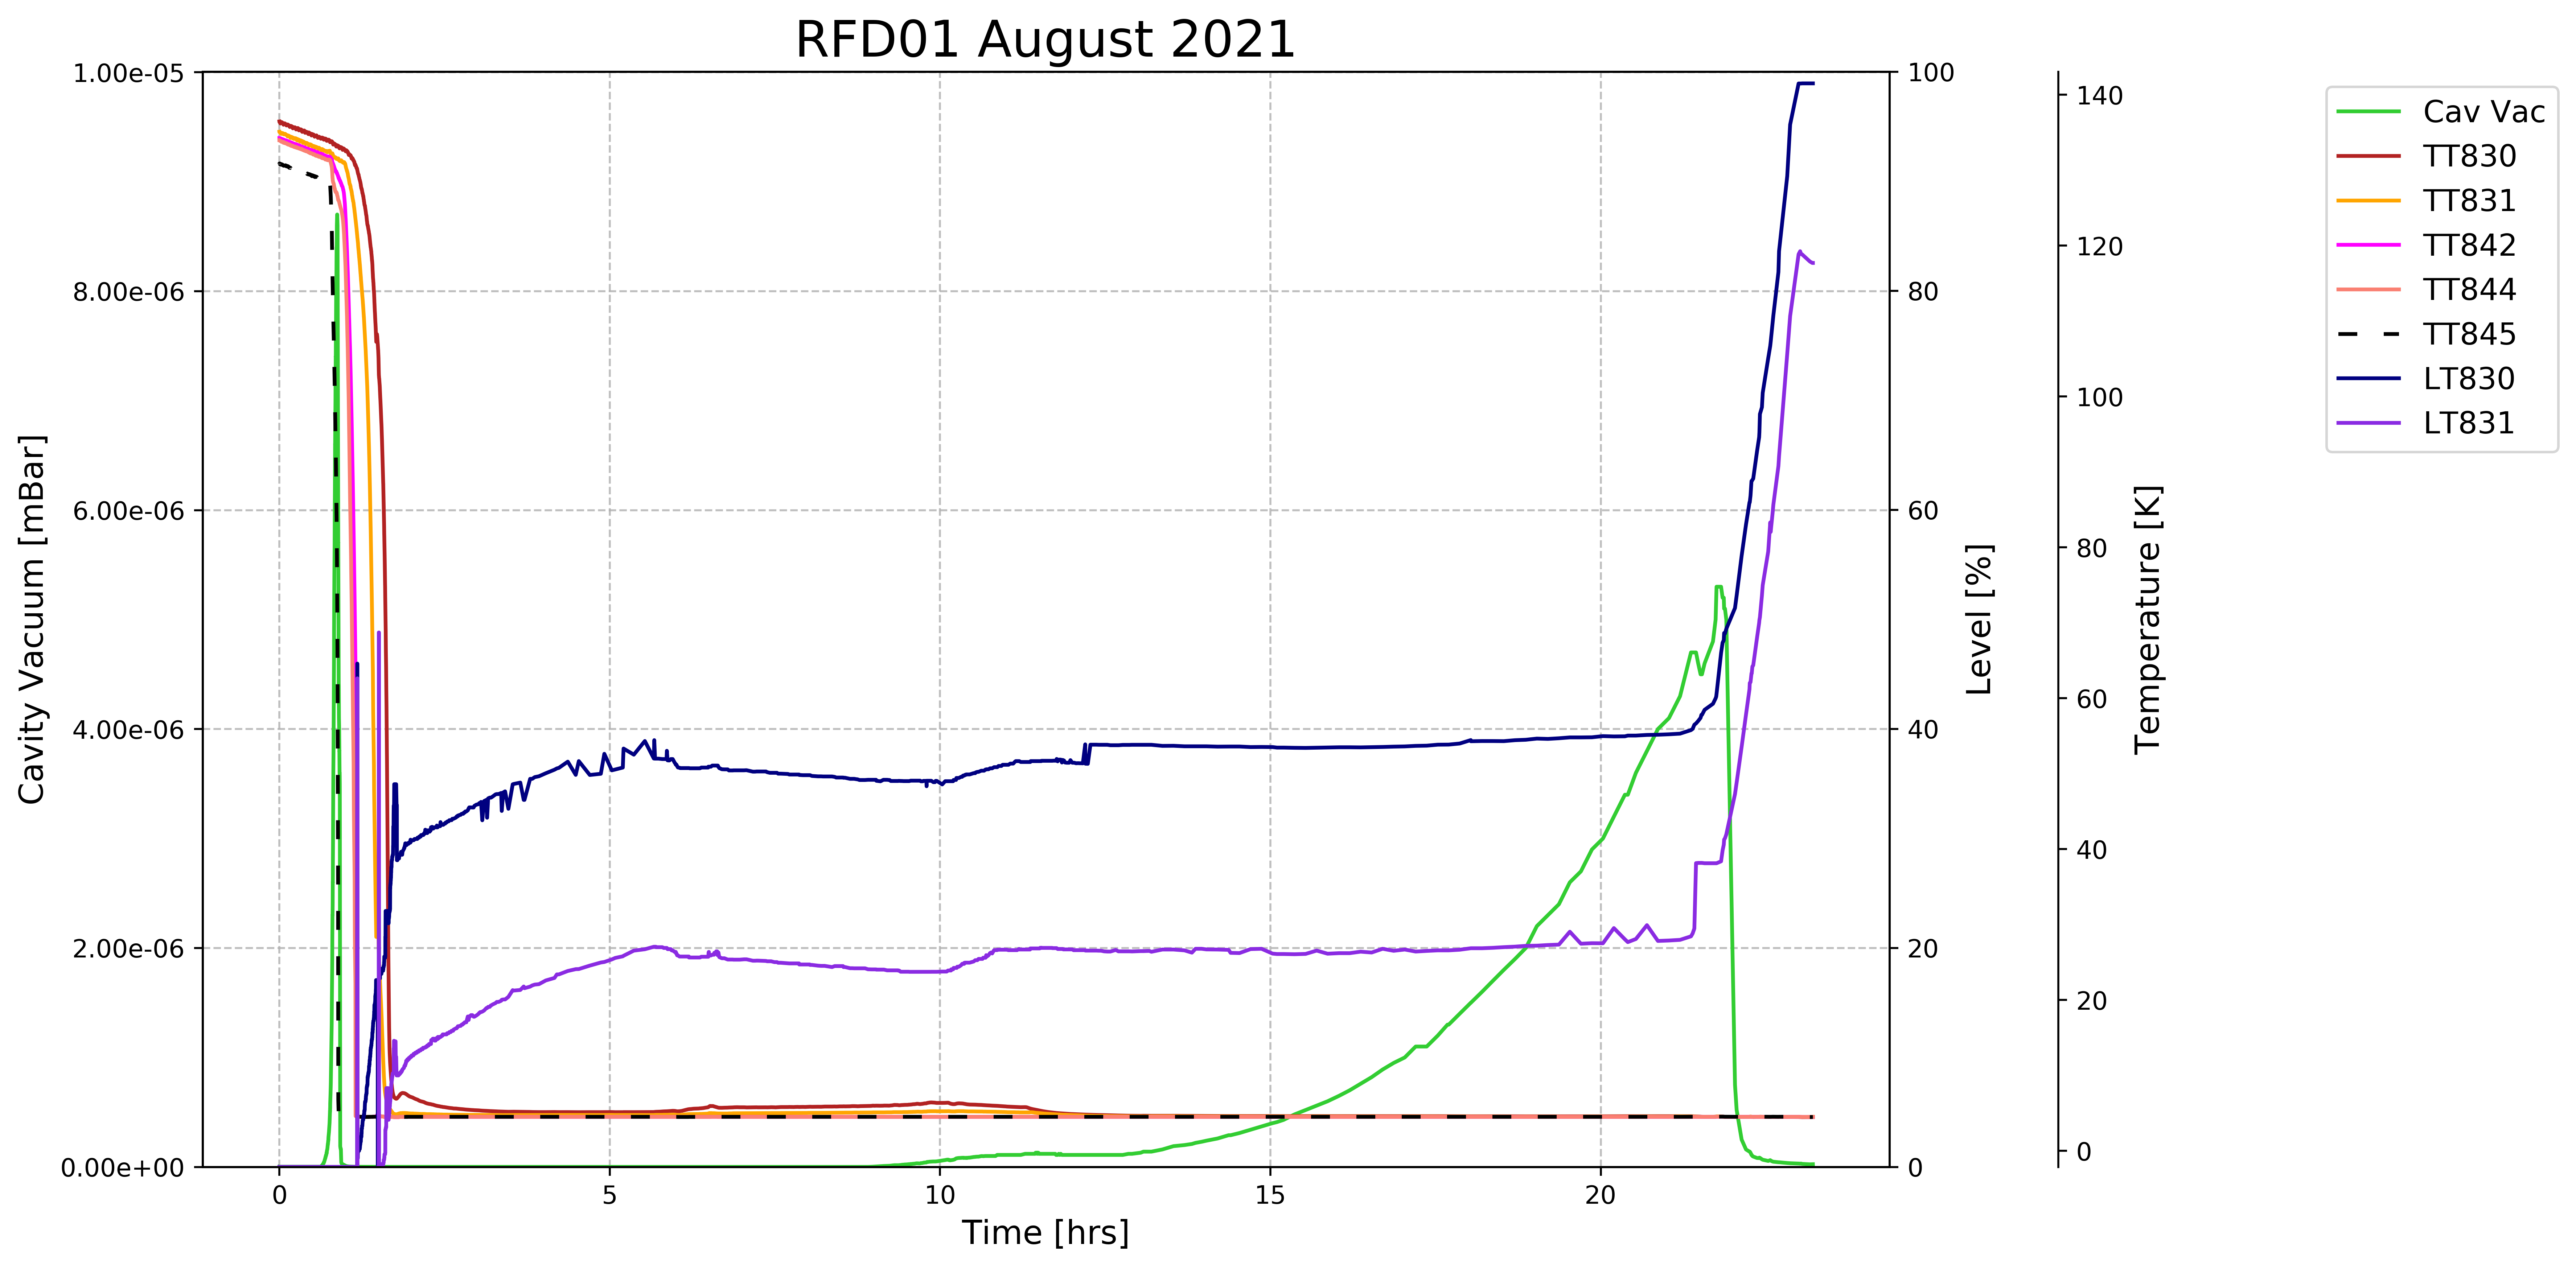 RFD01 August 2021
1.00e-05
8.00e-06
6.00e-06
4.00e-06
2.00e-06
0.00e+00
Cavity Vacuum [mBar]
0
5
10
15
20
Time [hrs]
100
80
60
40
20
0
Level [%]
140
120
100
80
60
40
20
0
Temperature [K]
Cav Vac
TT830
TT831
TT842
TT844
TT845
LT830
LT831